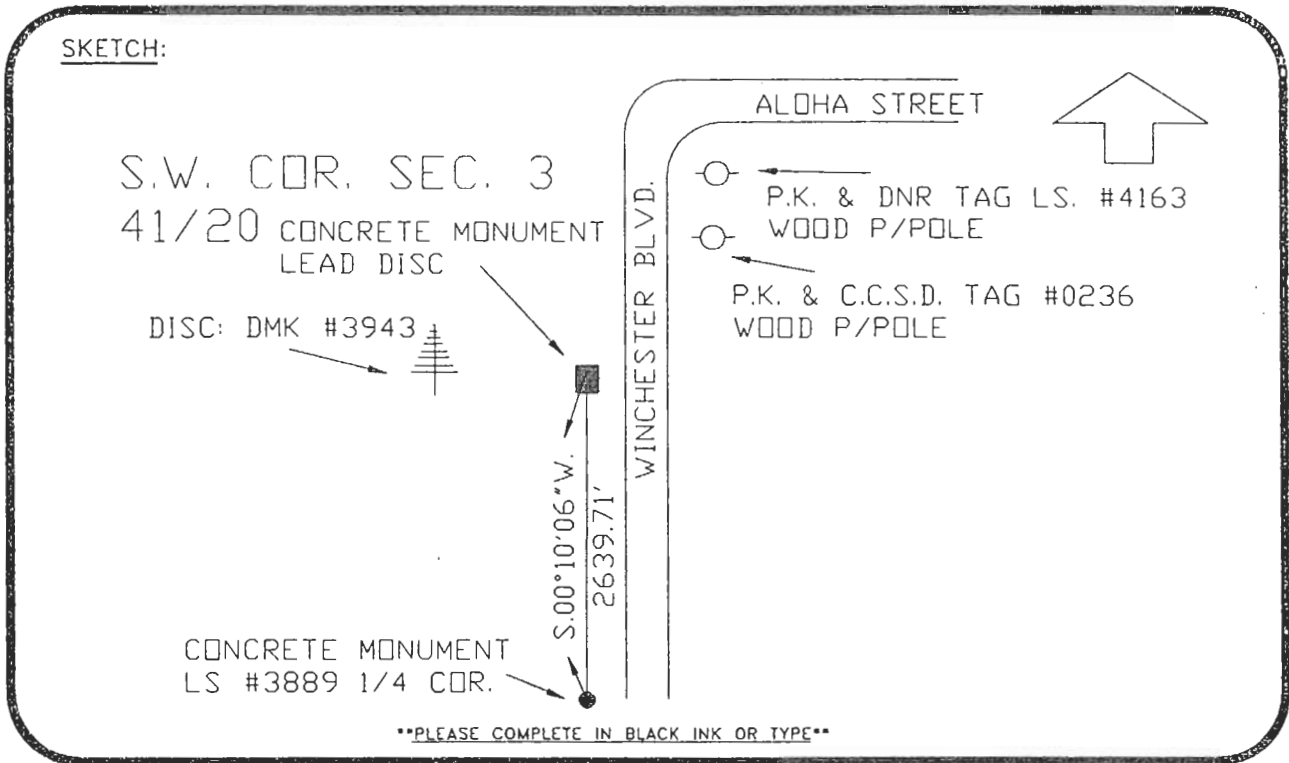 SKETCH:
ALOHA STREET
S.W. COR. SEC. 3
41/20 CONCRETE MONUMENT
LEAD DISC
P.K. & DNR TAG LS. #4163
WOOD P/POLE
P.K. & C.C.S.D. TAG #0236
WOOD P/POLE
WINCHESTER BLVD.
DISC: DMK #3943
S.00°10'06"W.
2639.71'
CONCRETE MONUMENT
LS #3889 1/4 COR.
**PLEASE COMPLETE IN BLACK INK OR TYPE**